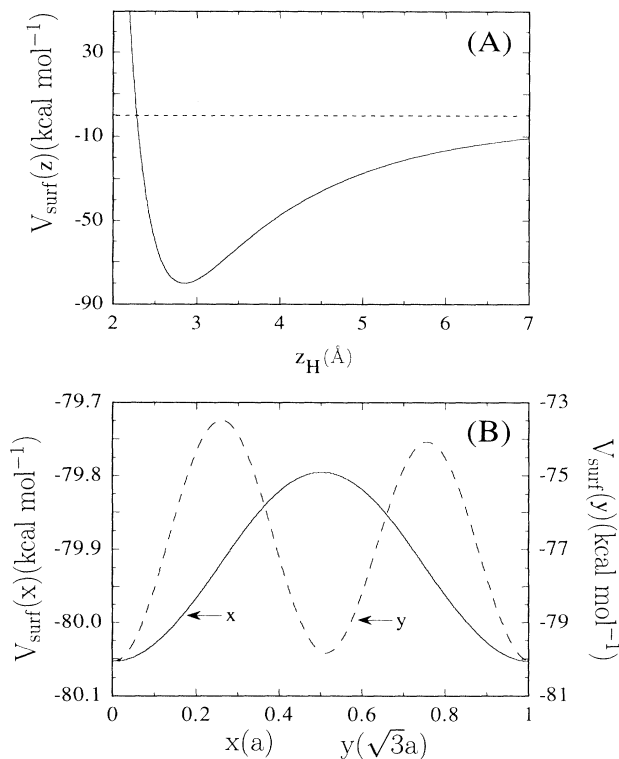 (A)
V_surf(z)(kcal mol⁻¹)
30
-10
-50
-90
2 3 4 5 6 7
z_H(Å)
(B)
V_surf(x)(kcal mol⁻¹)
-79.7
-79.8
-79.9
-80.0
-80.1
V_surf(y)(kcal mol⁻¹)
-73
-75
-77
-79
-81
x
y
0 0.2 0.4 0.6 0.8 1
x(a) y(√3a)